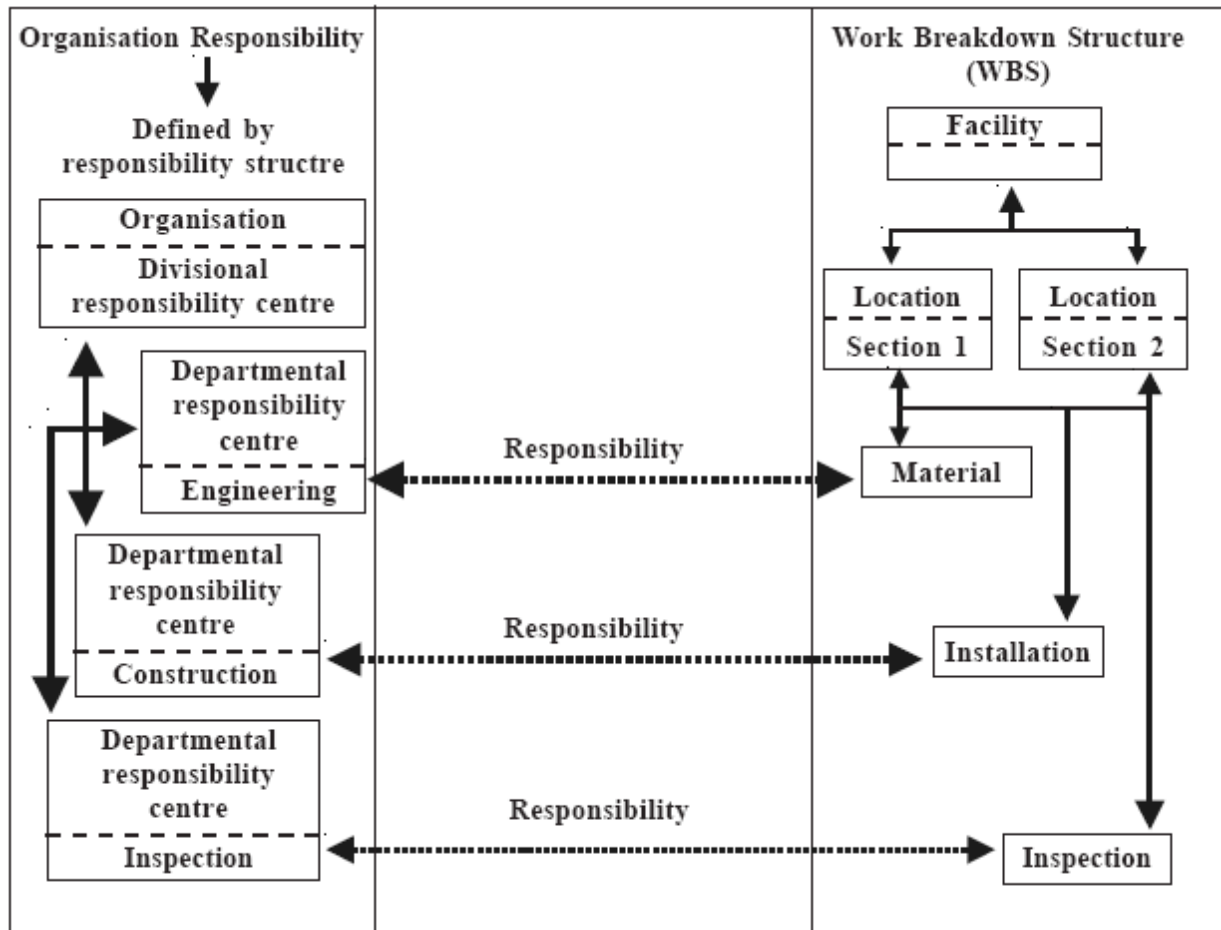 Organisation Responsibility
Defined by
responsibility structre
Organisation
Divisional
responsibility centre
Departmental
responsibility
centre
Engineering
Departmental
responsibility
centre
Construction
Departmental
responsibility
centre
Inspection
Responsibility
Responsibility
Responsibility
Work Breakdown Structure
(WBS)
Facility
Location
Section 1
Location
Section 2
Material
Installation
Inspection